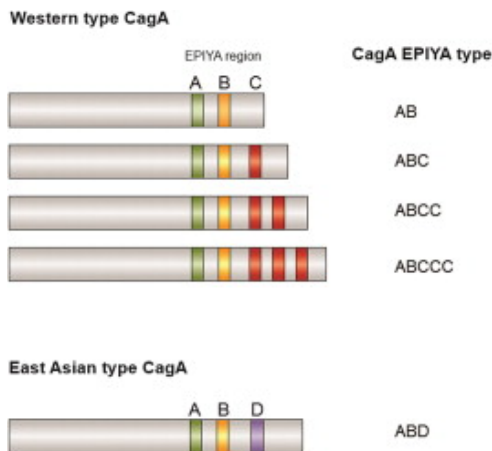 Western type CagA
EPIYA region
CagA EPIYA type
A B C
AB
ABC
ABCC
ABCCC
East Asian type CagA
A B D
ABD